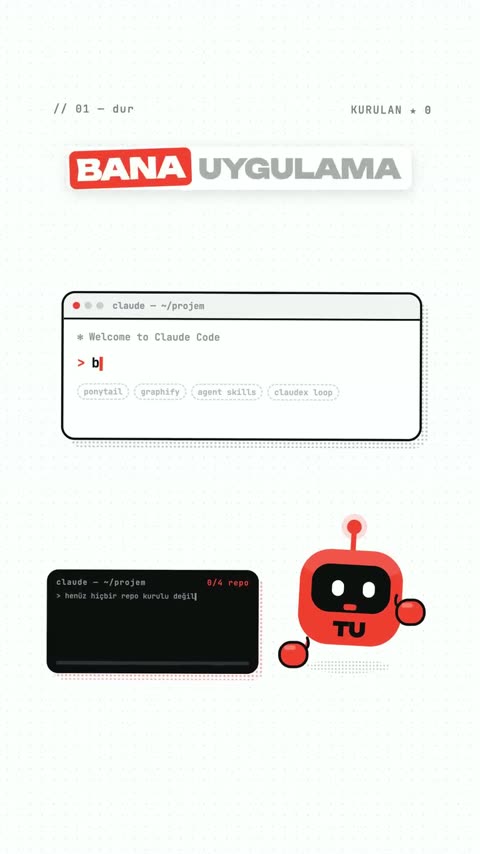 // 01 — dur
KURULAN ★ 0
BANA UYGULAMA
claude — ~/projem
✻ Welcome to Claude Code
> b
ponytail graphify agent skills claudex loop
claude — ~/projem 0/4 repo
> henüz hiçbir repo kurulu değil
TU